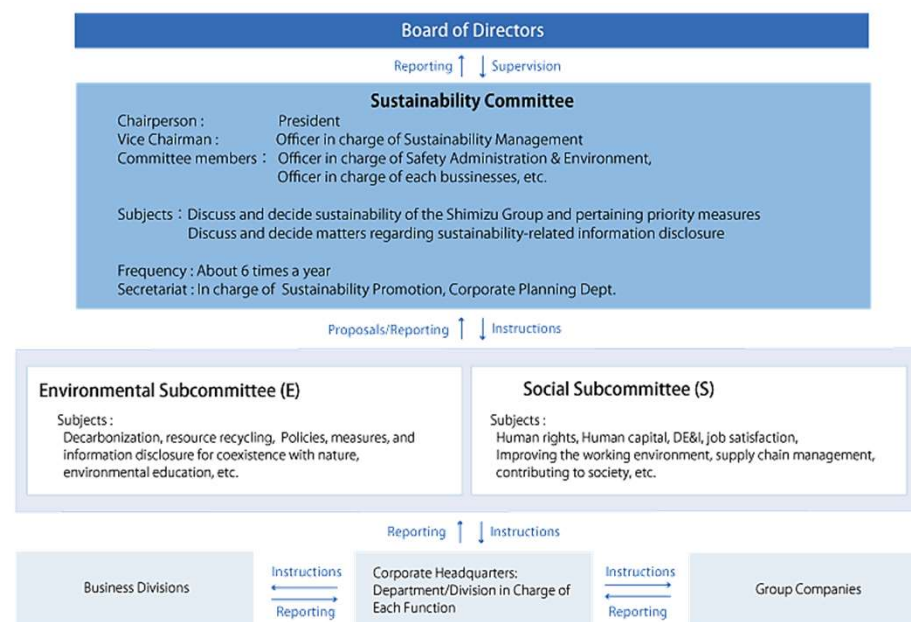 Board of Directors
Reporting Supervision
Sustainability Committee
Chairperson : President
Vice Chairman : Officer in charge of Sustainability Management
Committee members : Officer in charge of Safety Administration & Environment,
Officer in charge of each bussinesses, etc.
Subjects : Discuss and decide sustainability of the Shimizu Group and pertaining priority measures
Discuss and decide matters regarding sustainability-related information disclosure
Frequency : About 6 times a year
Secretariat : In charge of Sustainability Promotion, Corporate Planning Dept.
Proposals/Reporting Instructions
Environmental Subcommittee (E)
Subjects :
Decarbonization, resource recycling, Policies, measures, and
information disclosure for coexistence with nature,
environmental education, etc.
Social Subcommittee (S)
Subjects :
Human rights, Human capital, DE&I, job satisfaction,
Improving the working environment, supply chain management,
contributing to society, etc.
Reporting Instructions
Business Divisions
Instructions
Reporting
Corporate Headquarters:
Department/Division in Charge of
Each Function
Instructions
Reporting
Group Companies